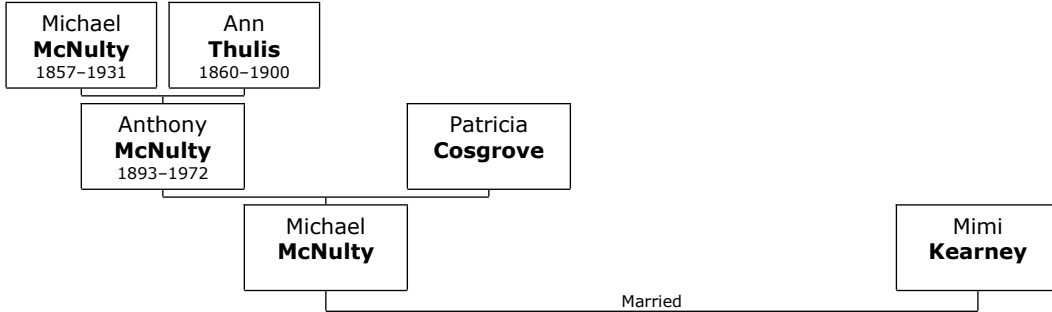 Michael
McNulty
1857–1931
Ann
Thulis
1860–1900
Anthony
McNulty
1893–1972
Patricia
Cosgrove
Michael
McNulty
Mimi
Kearney
Married